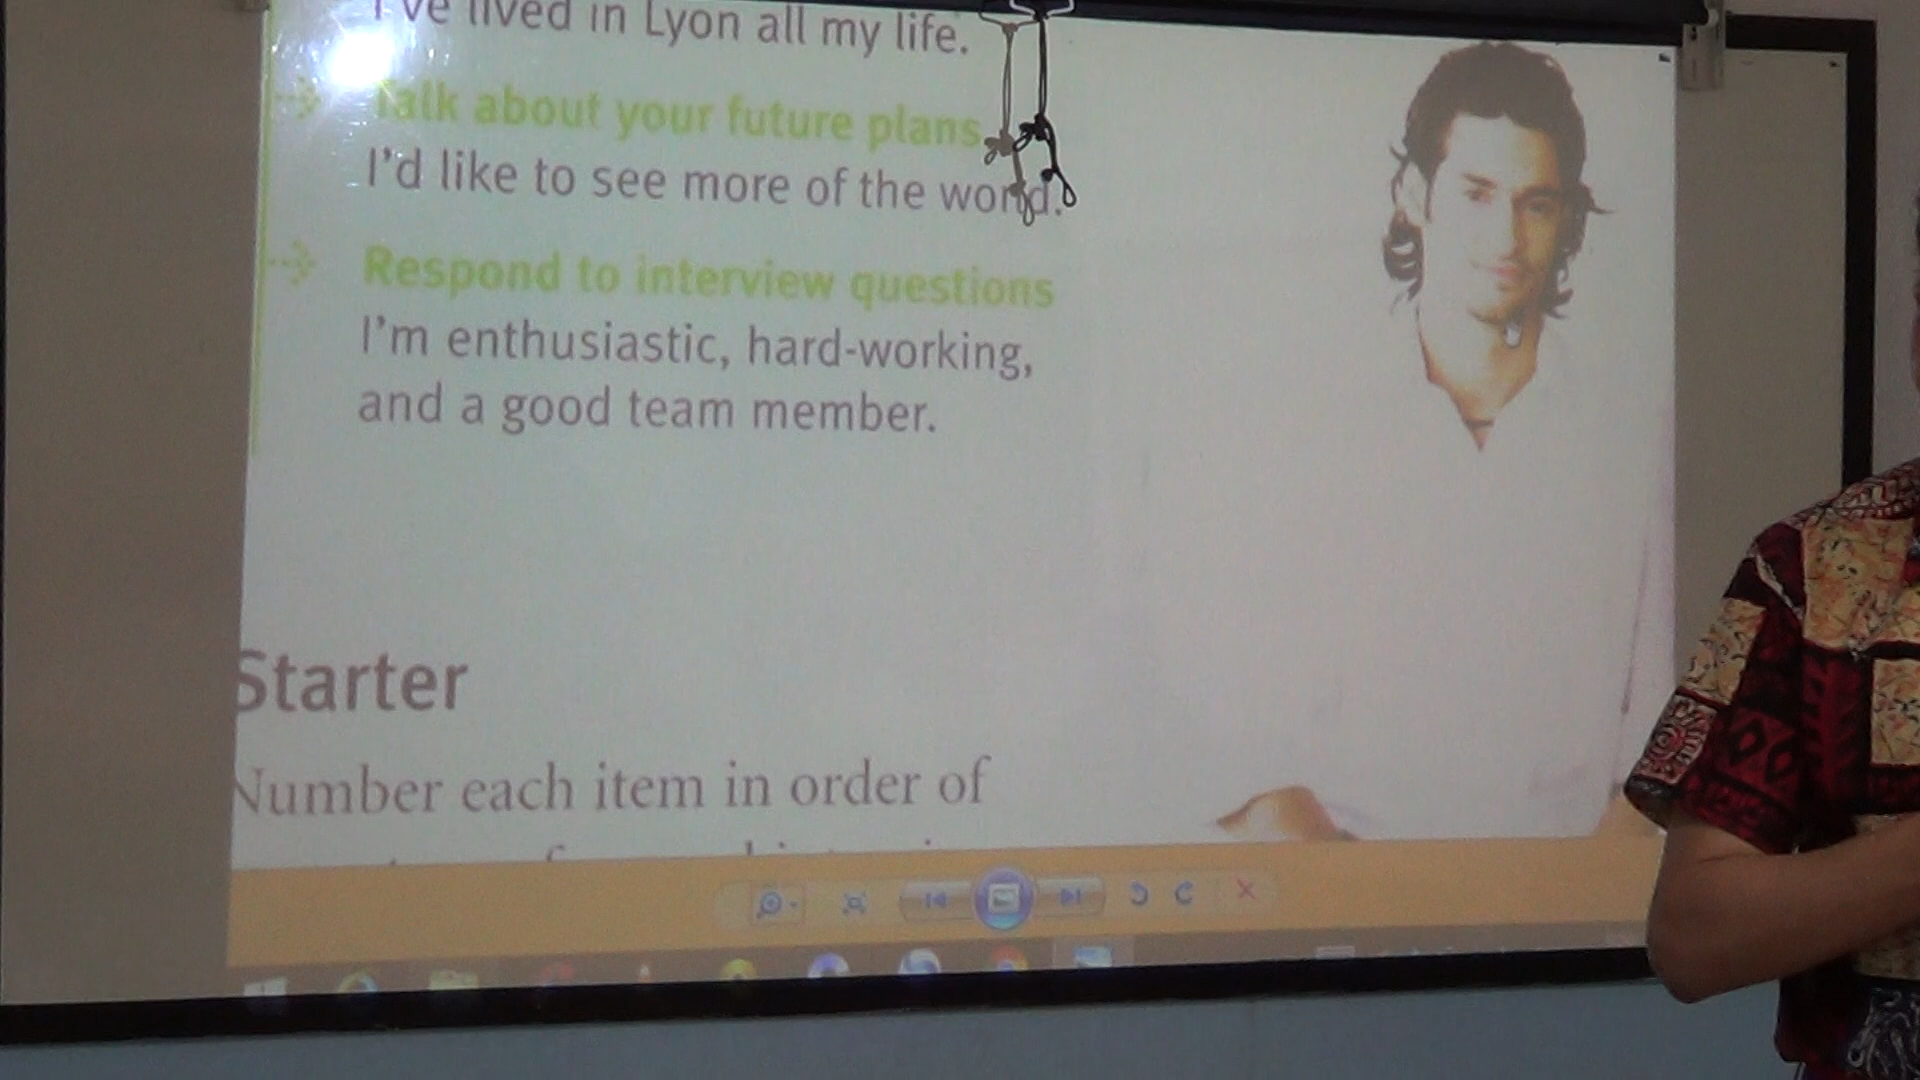 I've lived in Lyon all my life.
Talk about your future plans
I'd like to see more of the world.
Respond to interview questions
I'm enthusiastic, hard-working,
and a good team member.
Starter
Number each item in order of